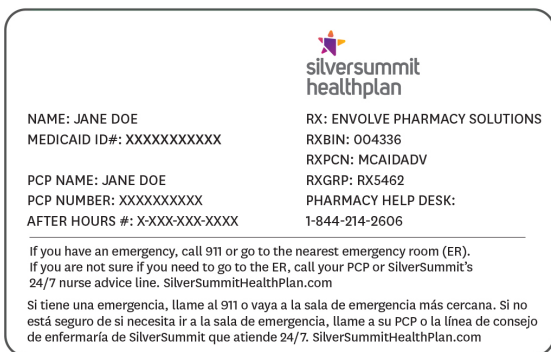 silversummit
healthplan
NAME: JANE DOE
MEDICAID ID#: XXXXXXXXXXX
PCP NAME: JANE DOE
PCP NUMBER: XXXXXXXXXX
AFTER HOURS #: X-XXX-XXX-XXXX
RX: ENVOLVE PHARMACY SOLUTIONS
RXBIN: 004336
RXPCN: MCAIDADV
RXGRP: RX5462
PHARMACY HELP DESK:
1-844-214-2606
If you have an emergency, call 911 or go to the nearest emergency room (ER).
If you are not sure if you need to go to the ER, call your PCP or SilverSummit's
24/7 nurse advice line. SilverSummitHealthPlan.com
Si tiene una emergencia, llame al 911 o vaya a la sala de emergencia más cercana. Si no
está seguro de si necesita ir a la sala de emergencia, llame a su PCP o la línea de consejo
de enfermaría de SilverSummit que atiende 24/7. SilverSummitHealthPlan.com